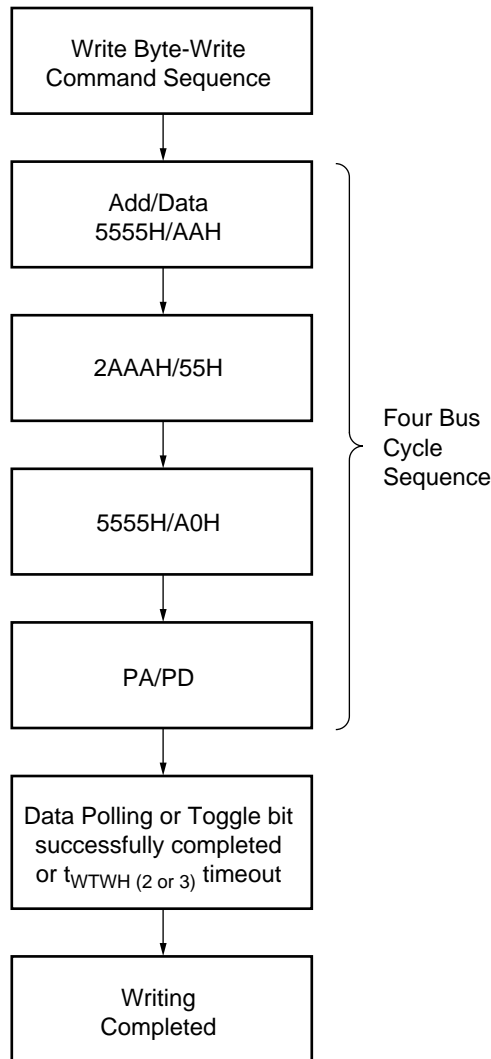 Write Byte-Write
Command Sequence
Add/Data
5555H/AAH
2AAAH/55H
5555H/A0H
PA/PD
Four Bus
Cycle
Sequence
Data Polling or Toggle bit
successfully completed
or tWTWH (2 or 3) timeout
Writing
Completed